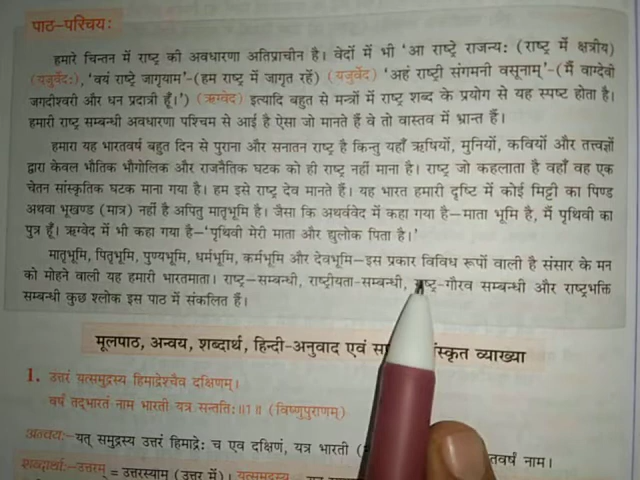 पाठ-परिचय:
हमारे चिन्तन में राष्ट्र की अवधारणा अतिप्राचीन है। वेदों में भी ‘आ राष्ट्रे राजन्य: (राष्ट्र में क्षत्रीय)
(यजुर्वेद:), ‘वयं राष्ट्रे जागृयाम’-(हम राष्ट्र में जागृत रहें) (यजुर्वेद) ‘अहं राष्ट्री संगमनी वसूनाम्’-(मैं वाग्देवी
जगदीश्वरी और धन प्रदात्री हूँ।’) (ऋग्वेद) इत्यादि बहुत से मन्त्रों में राष्ट्र शब्द के प्रयोग से यह स्पष्ट होता है।
हमारी राष्ट्र सम्बन्धी अवधारणा पश्चिम से आई है ऐसा जो मानते हैं वे तो वास्तव में भ्रान्त हैं।
हमारा यह भारतवर्ष बहुत दिन से पुराना और सनातन राष्ट्र है किन्तु यहाँ ऋषियों, मुनियों, कवियों और तत्त्वज्ञों
द्वारा केवल भौतिक भौगोलिक और राजनैतिक घटक को ही राष्ट्र नहीं माना है। राष्ट्र जो कहलाता है वहाँ वह एक
चेतन सांस्कृतिक घटक माना गया है। हम इसे राष्ट्र देव मानते हैं। यह भारत हमारी दृष्टि में कोई मिट्टी का पिण्ड
अथवा भूखण्ड (मात्र) नहीं है अपितु मातृभूमि है। जैसा कि अथर्ववेद में कहा गया है—माता भूमि है, मैं पृथिवी का
पुत्र हूँ। ऋग्वेद में भी कहा गया है—‘पृथिवी मेरी माता और द्युलोक पिता है।’
मातृभूमि, पितृभूमि, पुण्यभूमि, धर्मभूमि, कर्मभूमि और देवभूमि—इस प्रकार विविध रूपों वाली है संसार के मन
को मोहने वाली यह हमारी भारतमाता। राष्ट्र-सम्बन्धी, राष्ट्रीयता-सम्बन्धी, राष्ट्र-गौरव सम्बन्धी और राष्ट्रभक्ति
सम्बन्धी कुछ श्लोक इस पाठ में संकलित हैं।
मूलपाठ, अन्वय, शब्दार्थ, हिन्दी-अनुवाद एवं संस्कृत व्याख्या
1. उत्तरं यत्समुद्रस्य हिमाद्रेश्चैव दक्षिणम्।
वर्षं तद्भारतं नाम भारती यत्र सन्तति:॥1॥ (विष्णुपुराणम्)
अन्वय:-यत् समुद्रस्य उत्तरं हिमाद्रे: च एव दक्षिणं, यत्र भारती नाम।
शब्दार्थ:-उत्तरम् = उत्तरस्याम् (उत्तर में)।